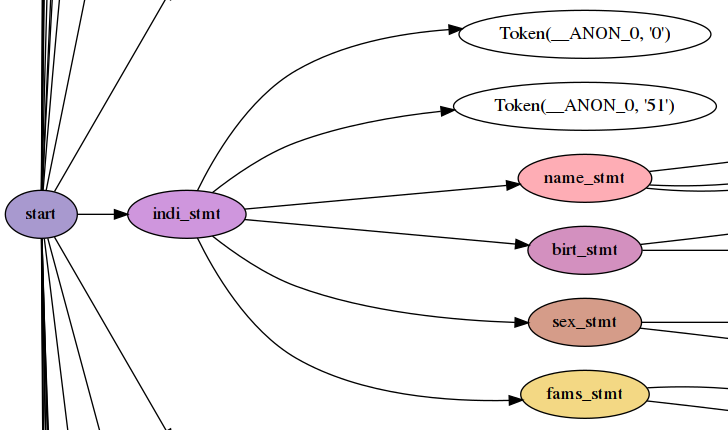 Token(__ANON_0, '0')
Token(__ANON_0, '51')
name_stmt
start
indi_stmt
birt_stmt
sex_stmt
fams_stmt